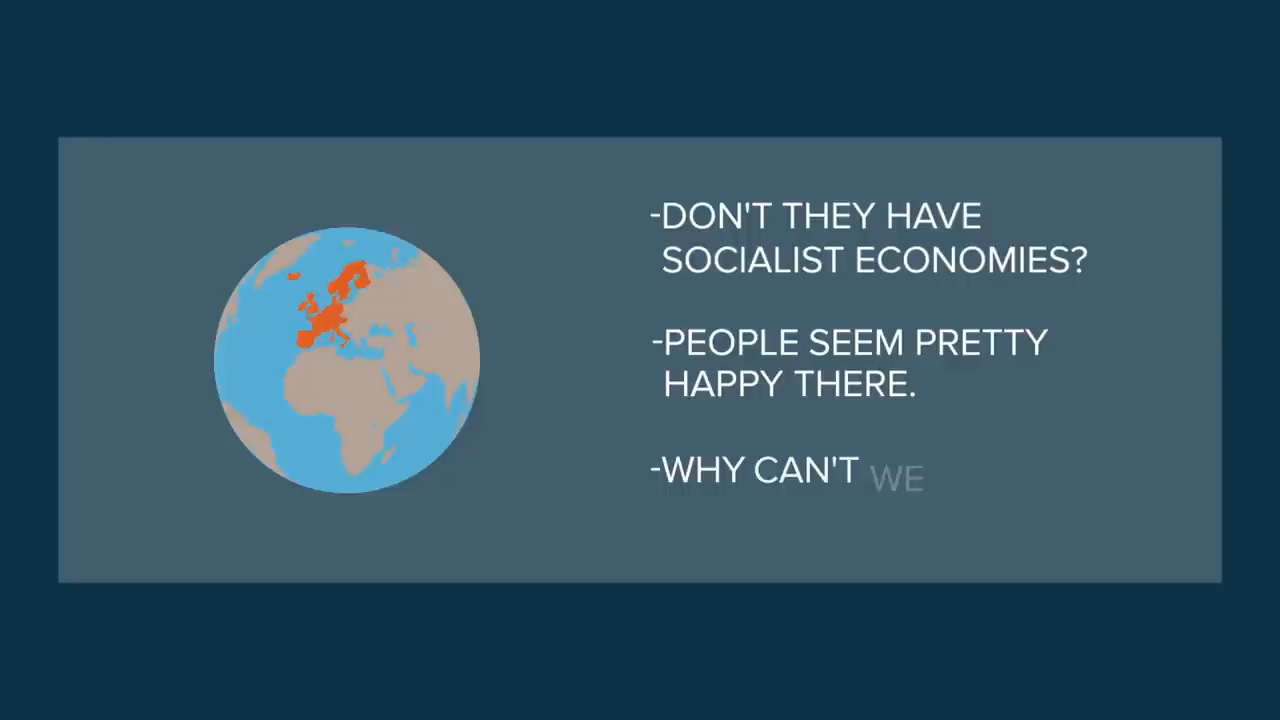 -DON'T THEY HAVE
SOCIALIST ECONOMIES?
-PEOPLE SEEM PRETTY
HAPPY THERE.
-WHY CAN'T WE